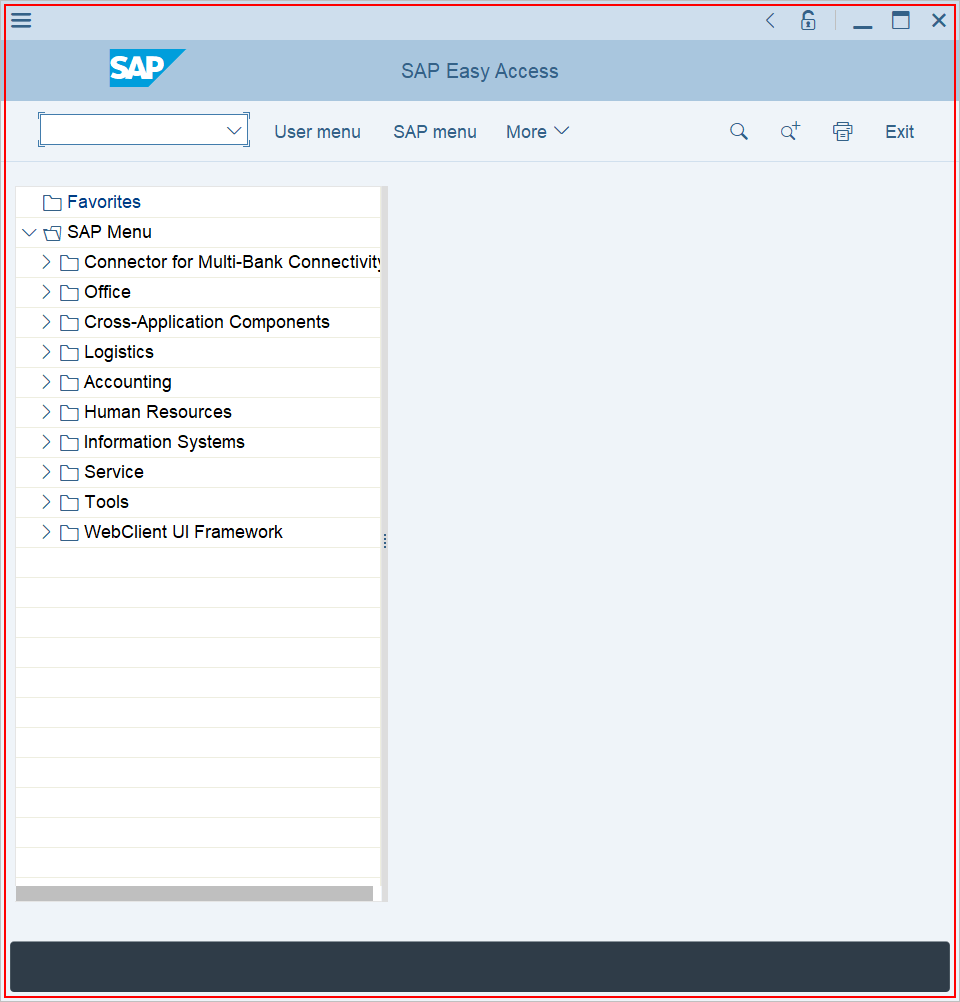 SAP
SAP Easy Access
User menu SAP menu More Exit
Favorites
SAP Menu
Connector for Multi-Bank Connectivity
Office
Cross-Application Components
Logistics
Accounting
Human Resources
Information Systems
Service
Tools
WebClient UI Framework